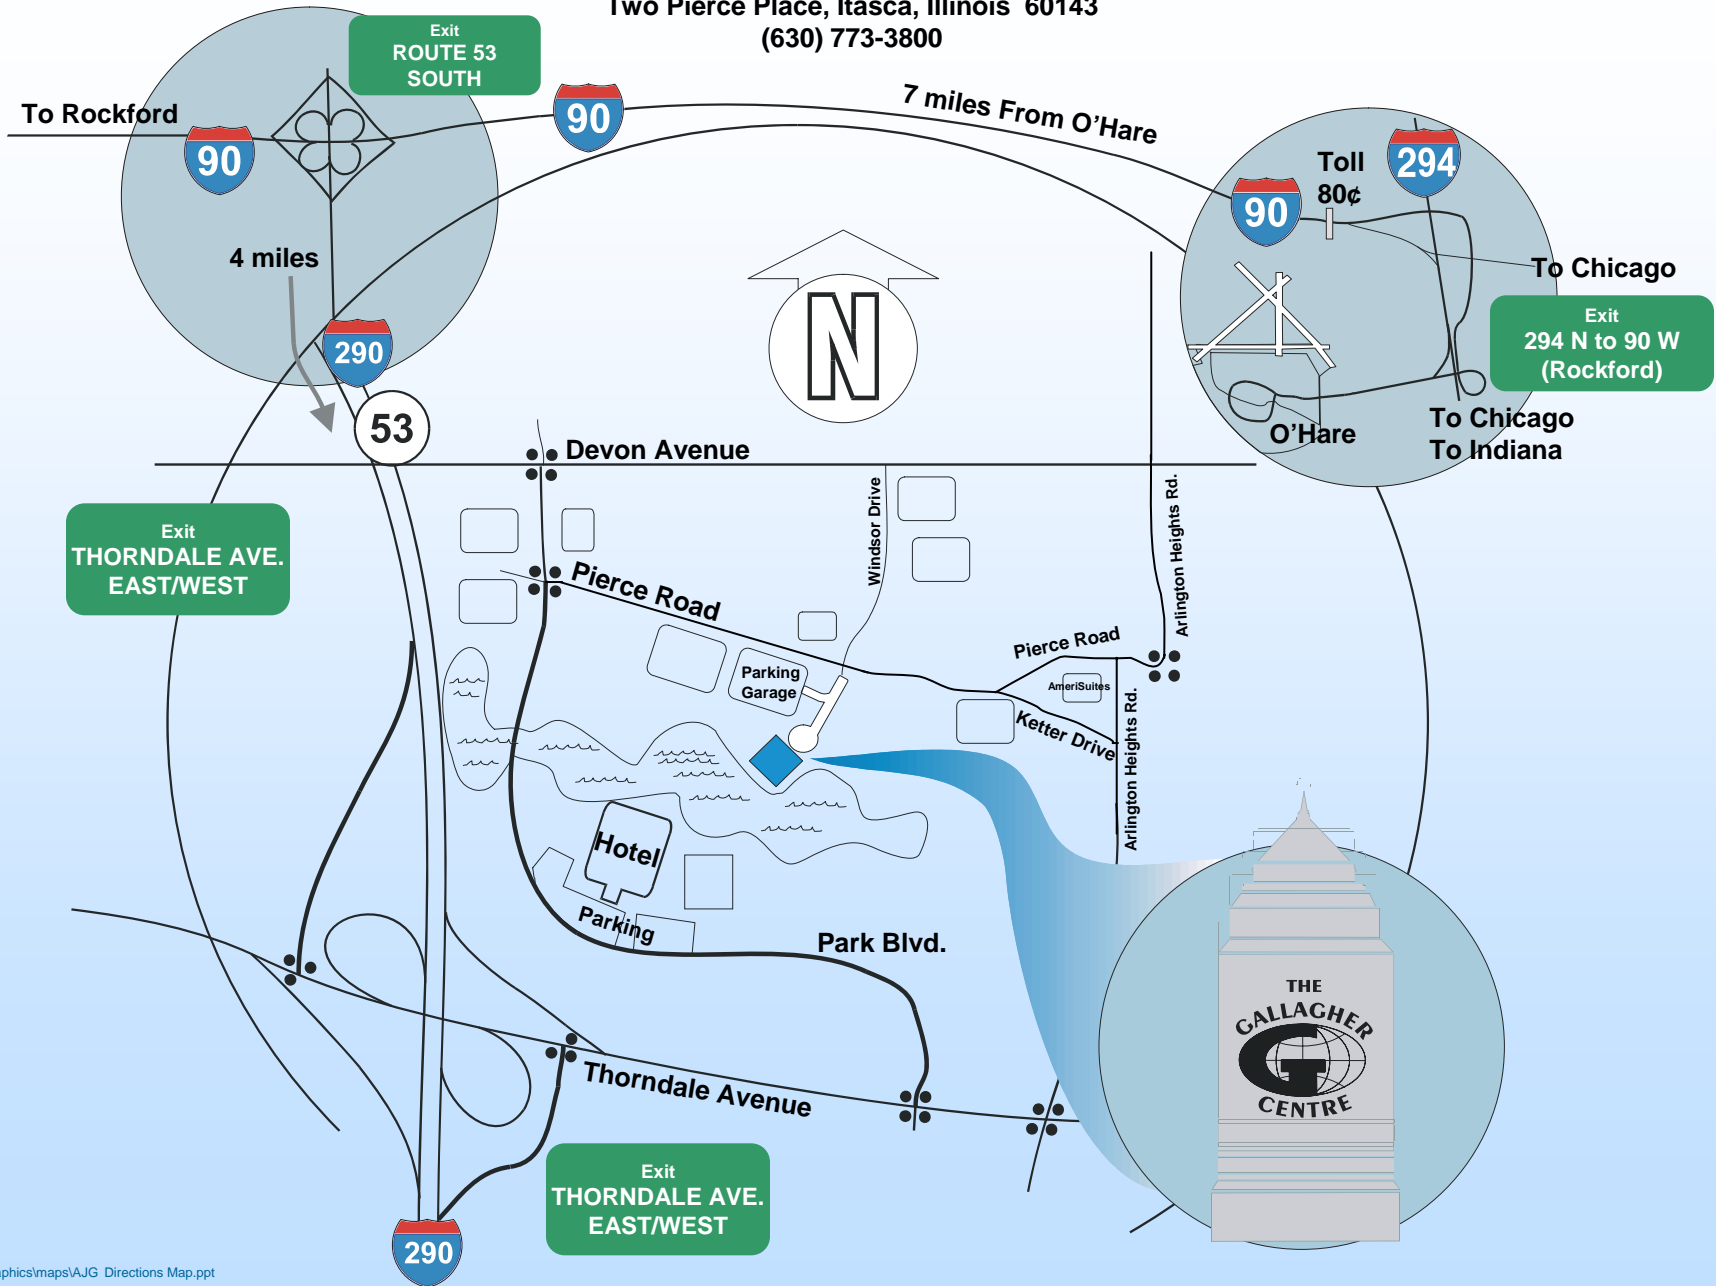 Two Pierce Place, Itasca, Illinois 60143
(630) 773-3800
Exit
ROUTE 53
SOUTH
To Rockford
90
90
7 miles From O'Hare
Toll
80¢
294
90
4 miles
To Chicago
Exit
294 N to 90 W
(Rockford)
290
N
53
To Chicago
To Indiana
O'Hare
Devon Avenue
Windsor Drive
Arlington Heights Rd.
Exit
THORNDALE AVE.
EAST/WEST
Pierce Road
Pierce Road
Parking
Garage
AmeriSuites
Ketter Drive
Arlington Heights Rd.
Hotel
Parking
Park Blvd.
THE
GALLAGHER
G
CENTRE
Thorndale Avenue
Exit
THORNDALE AVE.
EAST/WEST
290
aphics\maps\AJG Directions Map.ppt